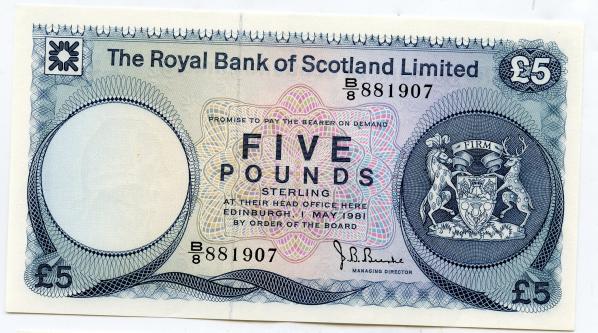 The Royal Bank of Scotland Limited
£5
B/8 881907
PROMISE TO PAY THE BEARER ON DEMAND
FIVE
POUNDS
STERLING
AT THEIR HEAD OFFICE HERE
EDINBURGH, 1 MAY 1981
BY ORDER OF THE BOARD
FIRM
B/8 881907
J.B. Burke
MANAGING DIRECTOR
£5
£5